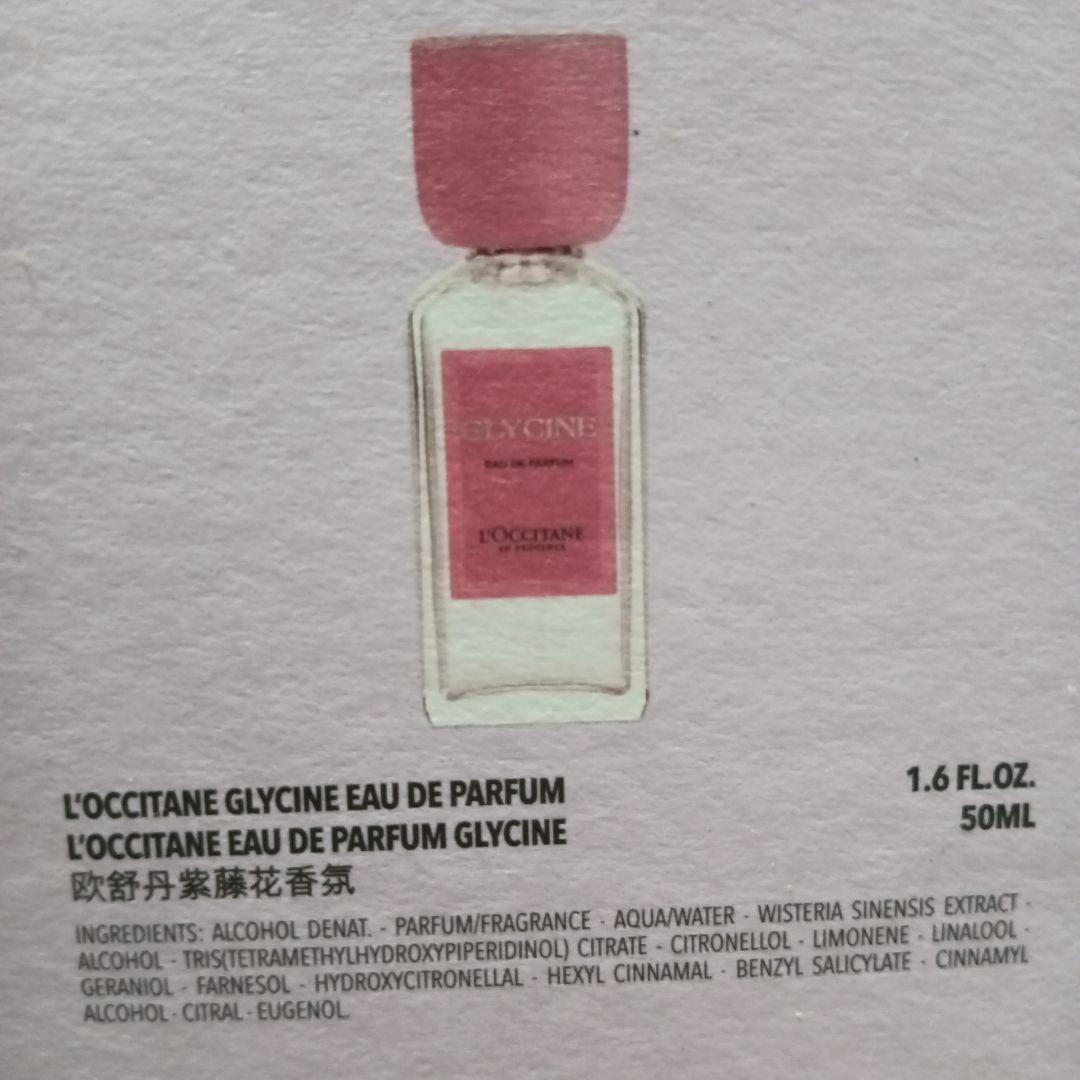 GLYCINE
EAU DE PARFUM
L'OCCITANE
EN PROVENCE
L'OCCITANE GLYCINE EAU DE PARFUM
1.6 FL.OZ.
L'OCCITANE EAU DE PARFUM GLYCINE
50ML
欧舒丹紫藤花香氛
INGREDIENTS: ALCOHOL DENAT. - PARFUM/FRAGRANCE - AQUA/WATER - WISTERIA SINENSIS EXTRACT -
ALCOHOL - TRIS(TETRAMETHYLHYDROXYPIPERIDINOL) CITRATE - CITRONELLOL - LIMONENE - LINALOOL -
GERANIOL - FARNESOL - HYDROXYCITRONELLAL - HEXYL CINNAMAL - BENZYL SALICYLATE - CINNAMYL
ALCOHOL - CITRAL - EUGENOL.